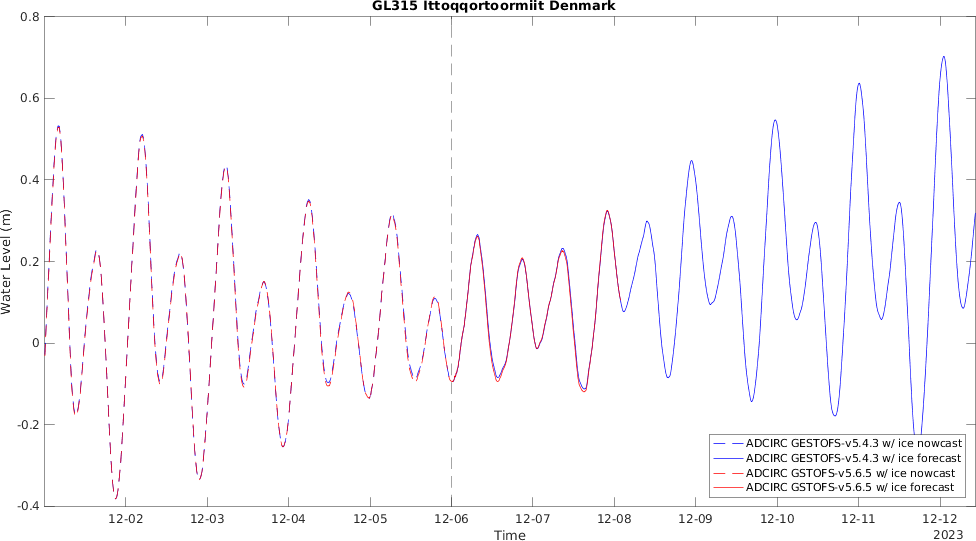 GL315 Ittoqqortoormiit Denmark
0.8
0.6
0.4
0.2
0
-0.2
-0.4
Water Level (m)
ADCIRC GESTOFS-v5.4.3 w/ ice nowcast
ADCIRC GESTOFS-v5.4.3 w/ ice forecast
ADCIRC GSTOFS-v5.6.5 w/ ice nowcast
ADCIRC GSTOFS-v5.6.5 w/ ice forecast
12-02 12-03 12-04 12-05 12-06 12-07 12-08 12-09 12-10 12-11 12-12
Time
2023